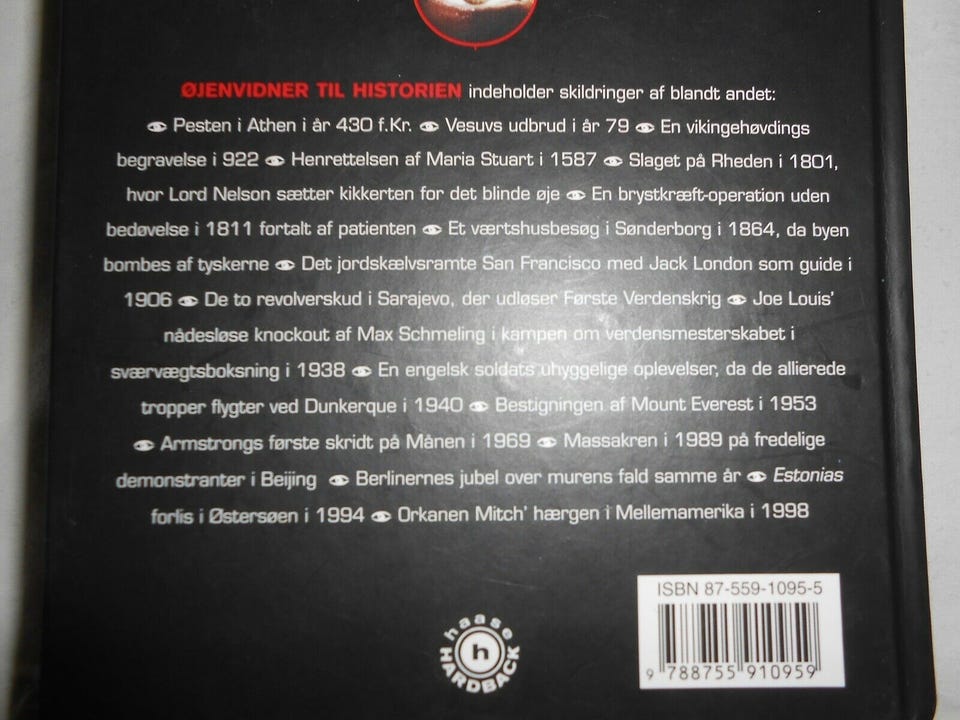 ØJENVIDNER TIL HISTORIEN indeholder skildringer af blandt andet:
Pesten i Athen i år 430 f.Kr. Vesuvs udbrud i år 79 En vikingehøvdings
begravelse i 922 Henrettelsen af Maria Stuart i 1587 Slaget på Rheden i 1801,
hvor Lord Nelson sætter kikkerten for det blinde øje En brystkræft-operation uden
bedøvelse i 1811 fortalt af patienten Et værtshusbesøg i Sønderborg i 1864, da byen
bombes af tyskerne Det jordskælvsramte San Francisco med Jack London som guide i
1906 De to revolverskud i Sarajevo, der udløser Første Verdenskrig Joe Louis'
nådesløse knockout af Max Schmeling i kampen om verdensmesterskabet i
sværvægtsboksning i 1938 En engelsk soldats uhyggelige oplevelser, da de allierede
tropper flygter ved Dunkerque i 1940 Bestigningen af Mount Everest i 1953
Armstrongs første skridt på Månen i 1969 Massakren i 1989 på fredelige
demonstranter i Beijing Berlinernes jubel over murens fald samme år Estonias
forlis i Østersøen i 1994 Orkanen Mitch' hærgen i Mellemamerika i 1998
ISBN 87-559-1095-5
9 788755 910959
haase
h
HARDBACK